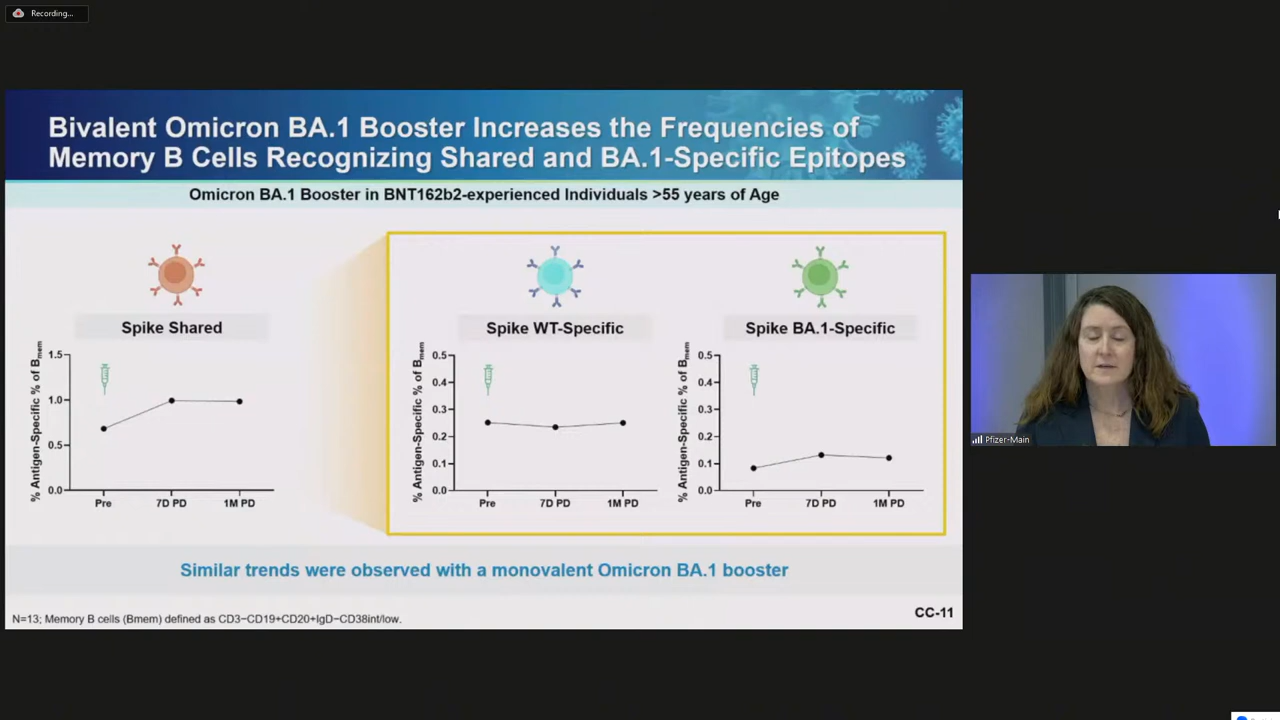 Recording...
Bivalent Omicron BA.1 Booster Increases the Frequencies of
Memory B Cells Recognizing Shared and BA.1-Specific Epitopes
Omicron BA.1 Booster in BNT162b2-experienced Individuals >55 years of Age
Spike Shared
% Antigen-Specific % of Bmem
1.5
1.0
0.5
0.0
Pre 7D PD 1M PD
Spike WT-Specific
% Antigen-Specific % of Bmem
0.5
0.4
0.3
0.2
0.1
0.0
Pre 7D PD 1M PD
Spike BA.1-Specific
% Antigen-Specific % of Bmem
0.5
0.4
0.3
0.2
0.1
0.0
Pre 7D PD 1M PD
Similar trends were observed with a monovalent Omicron BA.1 booster
N=13; Memory B cells (Bmem) defined as CD3−CD19+CD20+IgD−CD38int/low.
CC-11
Pfizer-Main